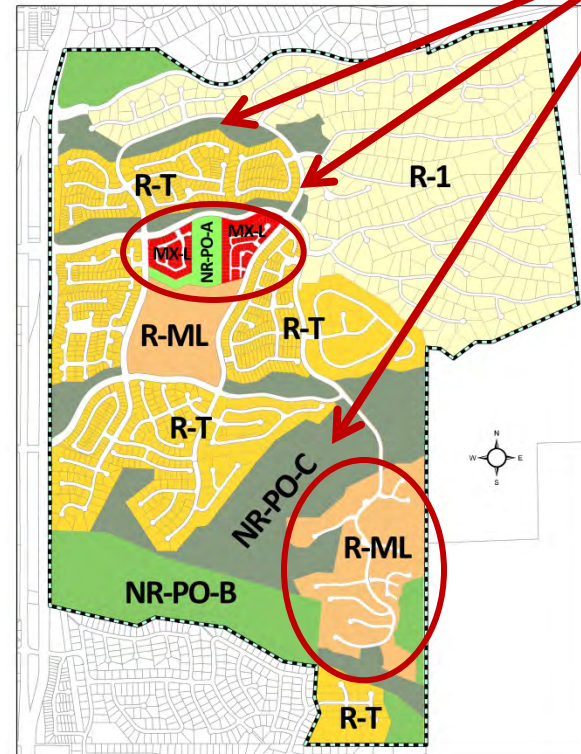 R-1
R-T
MX-L
NR-PO-A
MX-L
R-ML
R-T
R-T
N
W
E
S
NR-PO-C
R-ML
NR-PO-B
R-T